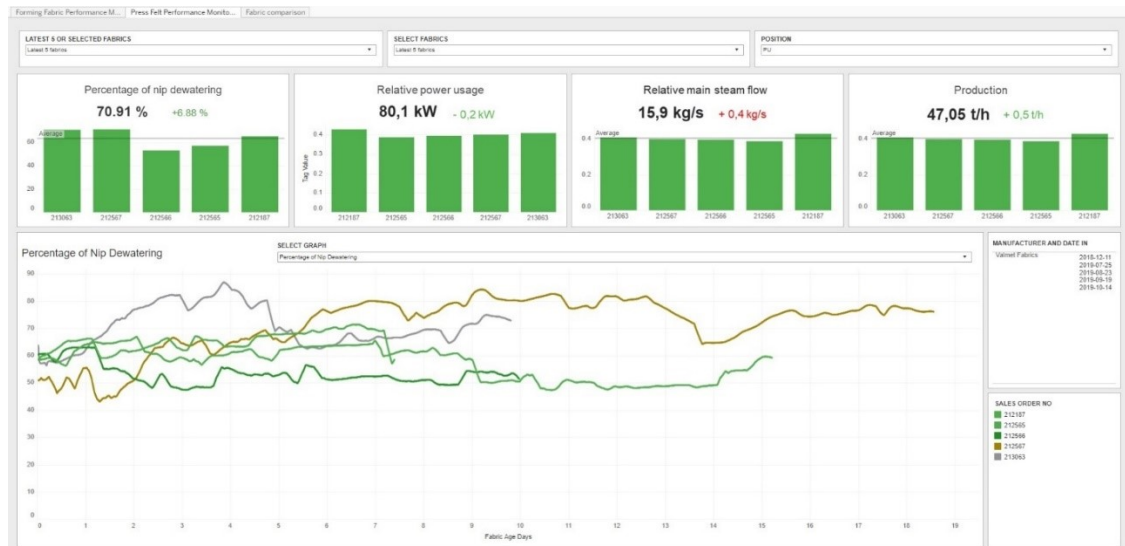 Forming Fabric Performance M... Press Felt Performance Monito... Fabric comparison
LATEST 5 OR SELECTED FABRICS SELECT FABRICS POSITION
Latest 5 fabrics Latest 5 fabrics PU
Percentage of nip dewatering Relative power usage Relative main steam flow Production
70.91 % +6.88 % 80,1 kW - 0,2 kW 15,9 kg/s + 0,4 kg/s 47,05 t/h + 0,5 t/h
Average
60
40
20
0
213063 212567 212566 212565 212187
Tag Value
0.4
0.3
0.2
0.1
0.0
212187 212565 212566 212567 213863
Average
0.4
0.2
0.0
213063 212567 212566 212565 212187
Average
0.4
0.2
0.0
213063 212567 212566 212565 212187
Percentage of Nip Dewatering
SELECT GRAPH
Percentage of Nip Dewatering
90
80
70
60
50
40
30
20
10
0
0 1 2 3 4 5 6 7 8 9 10 11 12 13 14 15 16 17 18 19
Fabric Age Days
MANUFACTURER AND DATE IN
Valmet Fabrics 2018-12-11
2019-07-25
2019-08-23
2019-09-19
2019-10-14
SALES ORDER NO
212187
212565
212566
212567
213063